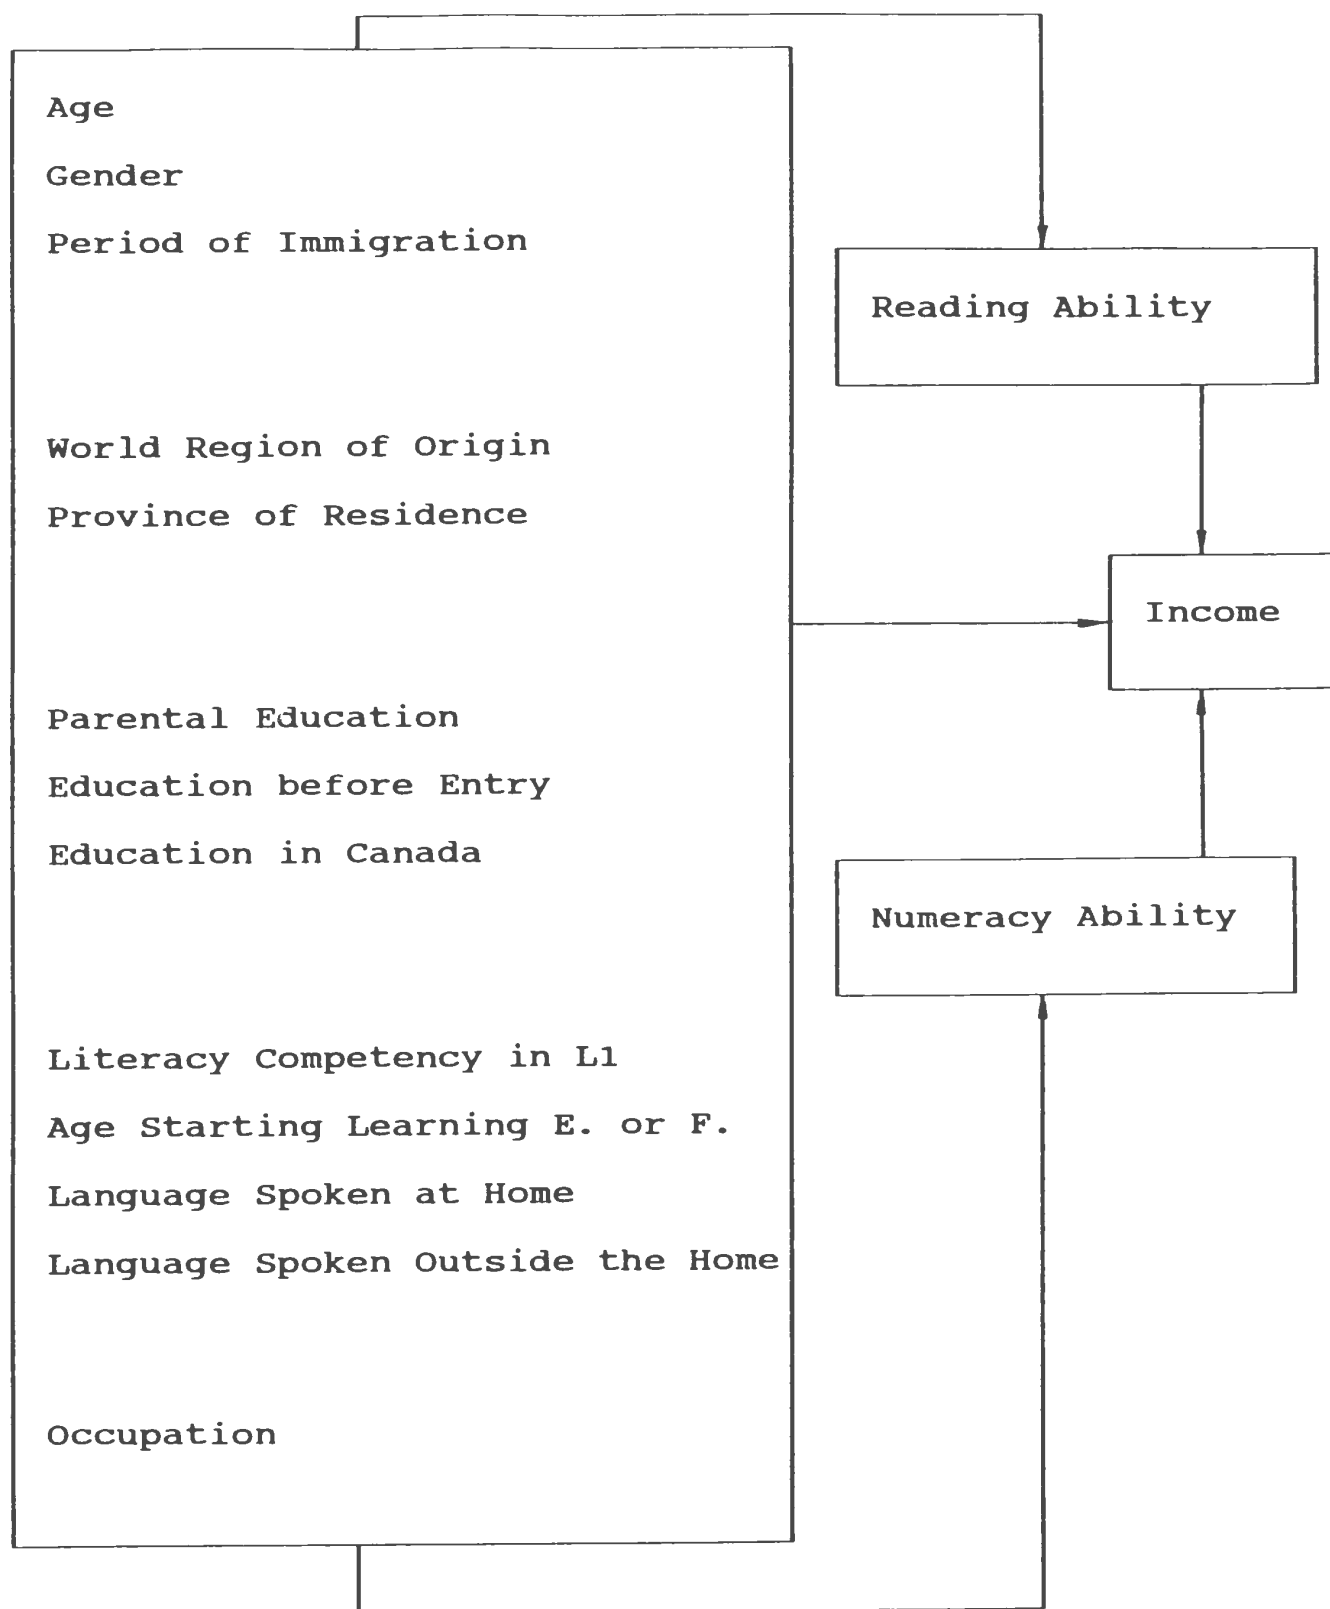 Age
Gender
Period of Immigration
World Region of Origin
Province of Residence
Parental Education
Education before Entry
Education in Canada
Literacy Competency in L1
Age Starting Learning E. or F.
Language Spoken at Home
Language Spoken Outside the Home
Occupation
Reading Ability
Income
Numeracy Ability